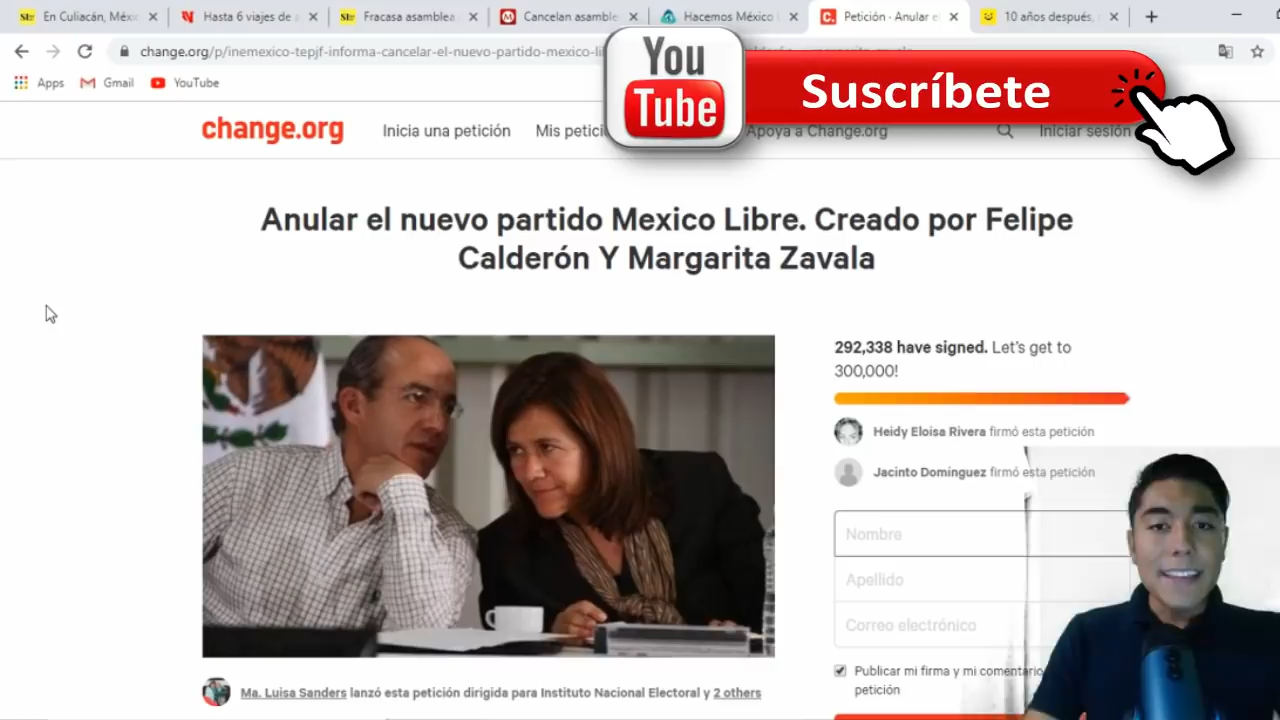 En Culiacán, Méxi
Hasta 6 viajes de a
Fracasa asamblea
Cancelan asamble
Hacemos México
Petición · Anular el
10 años después,
change.org/p/inemexico-tepjf-informa-cancelar-el-nuevo-partido-mexico-li
Apps
Gmail
YouTube
You
Tube
Suscríbete
change.org
Inicia una petición
Mis petici
Apoya a Change.org
Iniciar sesión
Anular el nuevo partido Mexico Libre. Creado por Felipe
Calderón Y Margarita Zavala
292,338 have signed. Let's get to
300,000!
Heidy Eloisa Rivera firmó esta petición
Jacinto Domínguez firmó esta petición
Nombre
Apellido
Correo electrónico
Publicar mi firma y mi comentario
petición
Ma. Luisa Sanders lanzó esta petición dirigida para Instituto Nacional Electoral y 2 others